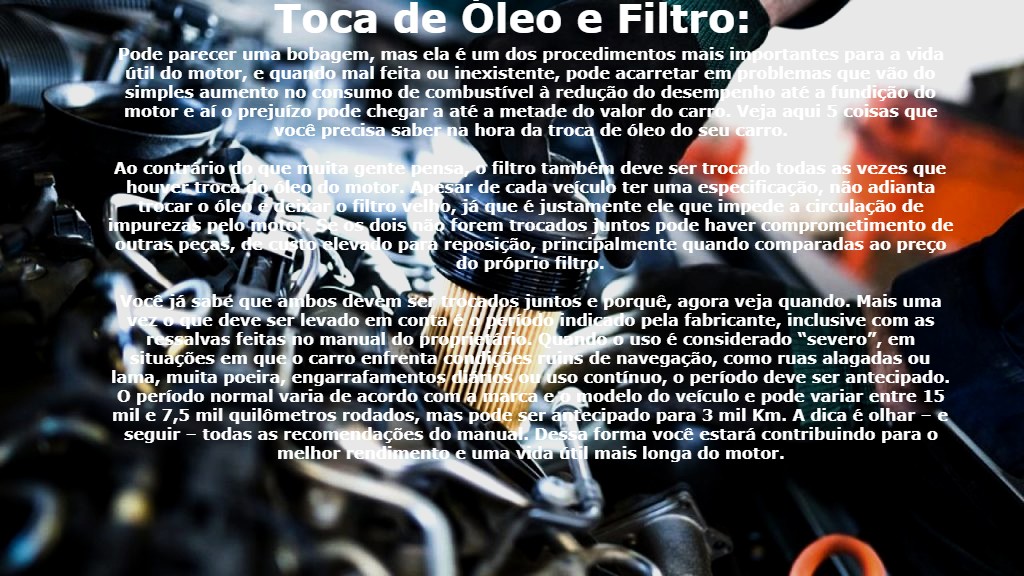 Toca de Óleo e Filtro:
Pode parecer uma bobagem, mas ela é um dos procedimentos mais importantes para a vida
útil do motor, e quando mal feita ou inexistente, pode acarretar em problemas que vão do
simples aumento no consumo de combustível à redução do desempenho até a fundição do
motor e aí o prejuízo pode chegar a até a metade do valor do carro. Veja aqui 5 coisas que
você precisa saber na hora da troca de óleo do seu carro.
Ao contrário do que muita gente pensa, o filtro também deve ser trocado todas as vezes que
houver troca do óleo do motor. Apesar de cada veículo ter uma especificação, não adianta
trocar o óleo e deixar o filtro velho, já que é justamente ele que impede a circulação de
impurezas pelo motor. Se os dois não forem trocados juntos pode haver comprometimento de
outras peças, de custo elevado para reposição, principalmente quando comparadas ao preço
do próprio filtro.
Você já sabe que ambos devem ser trocados juntos e porquê, agora veja quando. Mais uma
vez o que deve ser levado em conta é o período indicado pela fabricante, inclusive com as
ressalvas feitas no manual do proprietário. Quando o uso é considerado “severo”, em
situações em que o carro enfrenta condições ruins de navegação, como ruas alagadas ou
lama, muita poeira, engarrafamentos diários ou uso contínuo, o período deve ser antecipado.
O período normal varia de acordo com a marca e o modelo do veículo e pode variar entre 15
mil e 7,5 mil quilômetros rodados, mas pode ser antecipado para 3 mil Km. A dica é olhar – e
seguir – todas as recomendações do manual. Dessa forma você estará contribuindo para o
melhor rendimento e uma vida útil mais longa do motor.